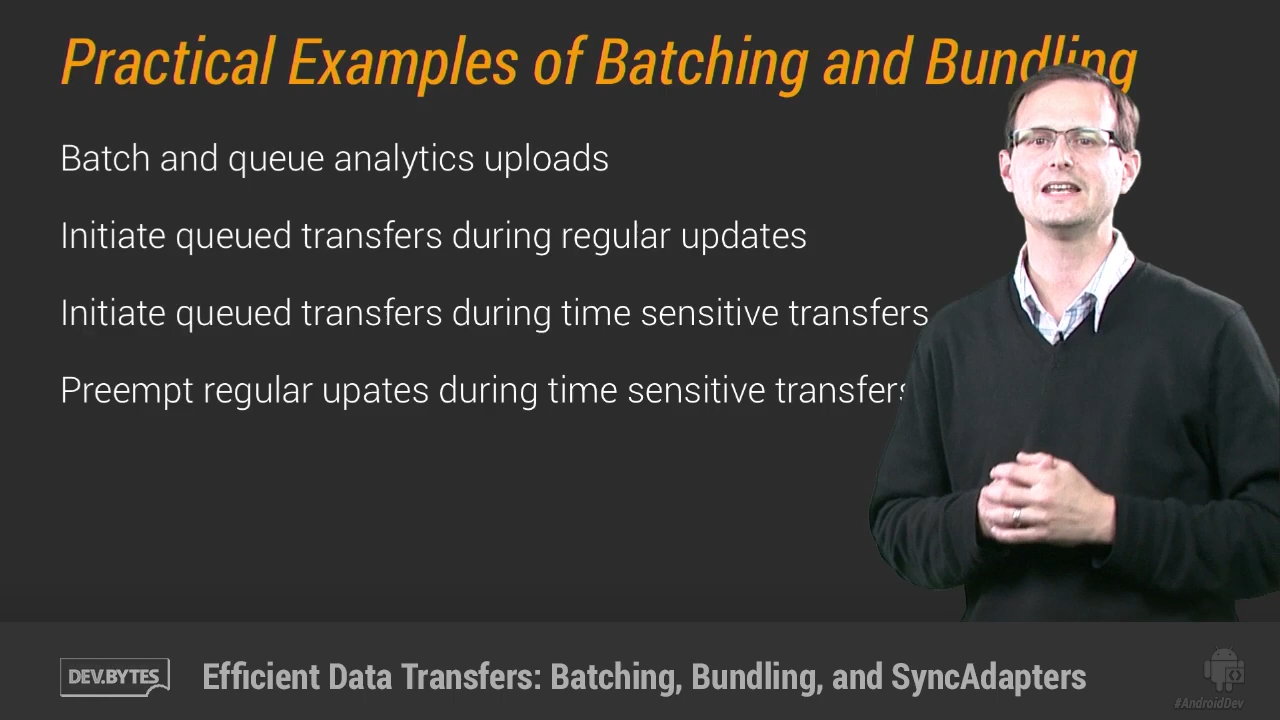 Practical Examples of Batching and Bundling
Batch and queue analytics uploads
Initiate queued transfers during regular updates
Initiate queued transfers during time sensitive transfers
Preempt regular upates during time sensitive transfers
DEV.BYTES
Efficient Data Transfers: Batching, Bundling, and SyncAdapters
#AndroidDev